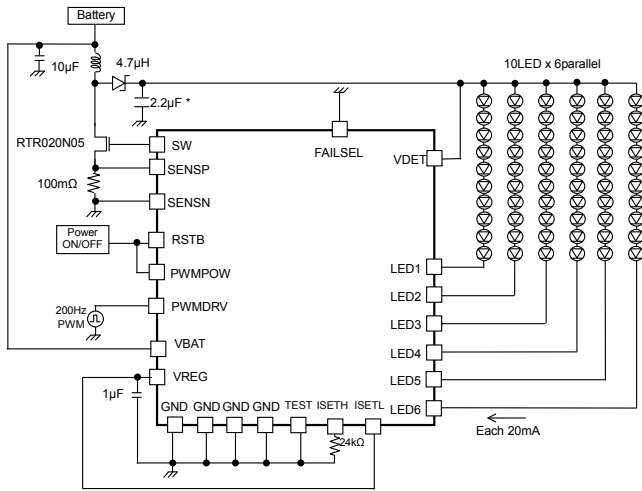 Battery
10µF
4.7µH
10LED x 6parallel
2.2µF *
RTR020N05
SW
FAILSEL
VDET
SENSP
100mΩ
SENSN
Power
ON/OFF
RSTB
PWMPOW
LED1
LED2
200Hz
PWM
PWMDRV
LED3
VBAT
LED4
VREG
LED5
1µF
GND GND GND GND TEST ISETH ISETL
LED6
24kΩ
Each 20mA